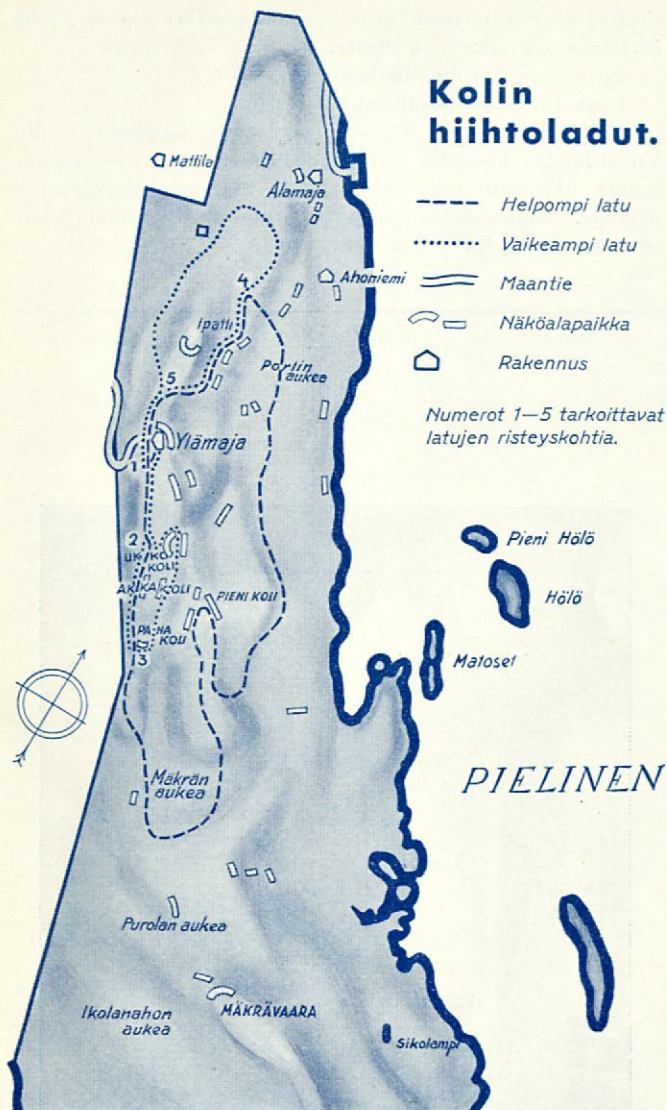 Kolin
hiihtoladut.
Helpompi latu
Vaikeampi latu
Maantie
Näköalapaikka
Rakennus
Numerot 1—5 tarkoittavat
latujen risteyskohtia.
Mattila
Alamaja
4
Ahoniemi
Ipatti
Portin
aukea
5
Ylämaja
1
2
UKKO
KOLI
AKKA KOLI
PIENI KOLI
PAHA
KOLI
3
Pieni Hölö
Hölö
Matoset
PIELINEN
Mäkrän
aukea
Purolan aukea
Ikolanahon
aukea
MÄKRÄVAARA
Sikolampi